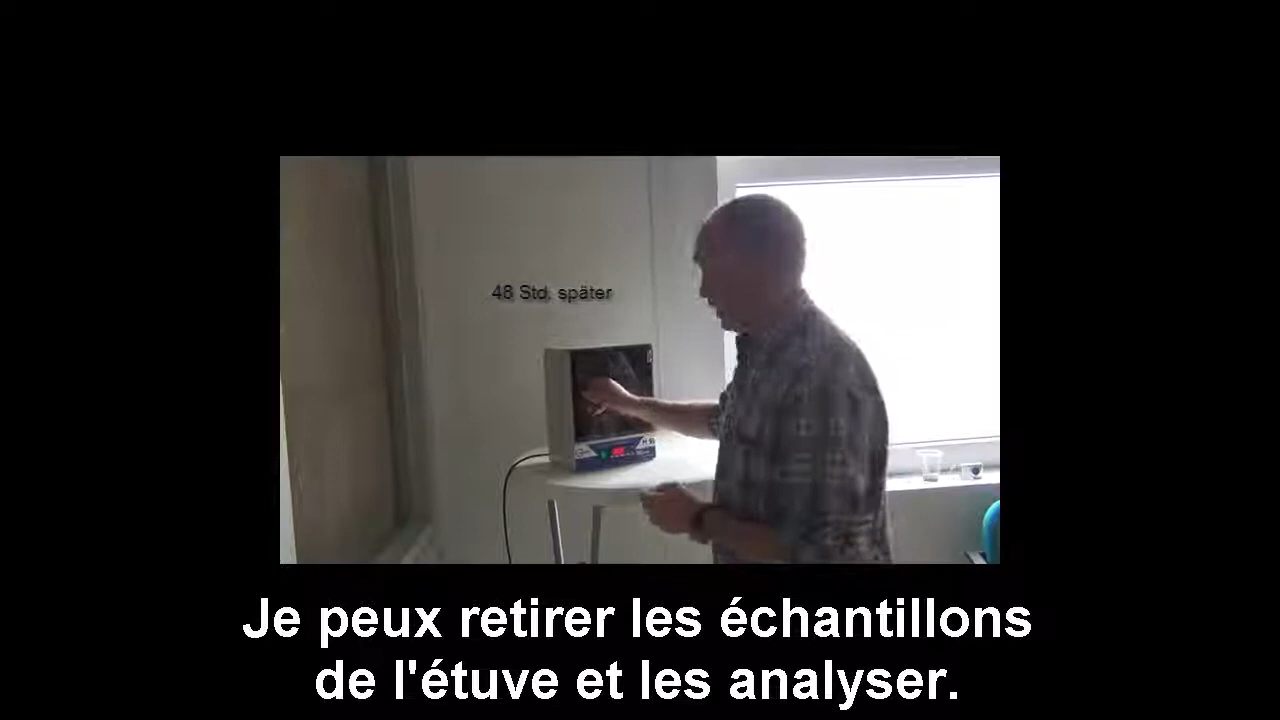 48 Std. später
Je peux retirer les échantillons
de l'étuve et les analyser.